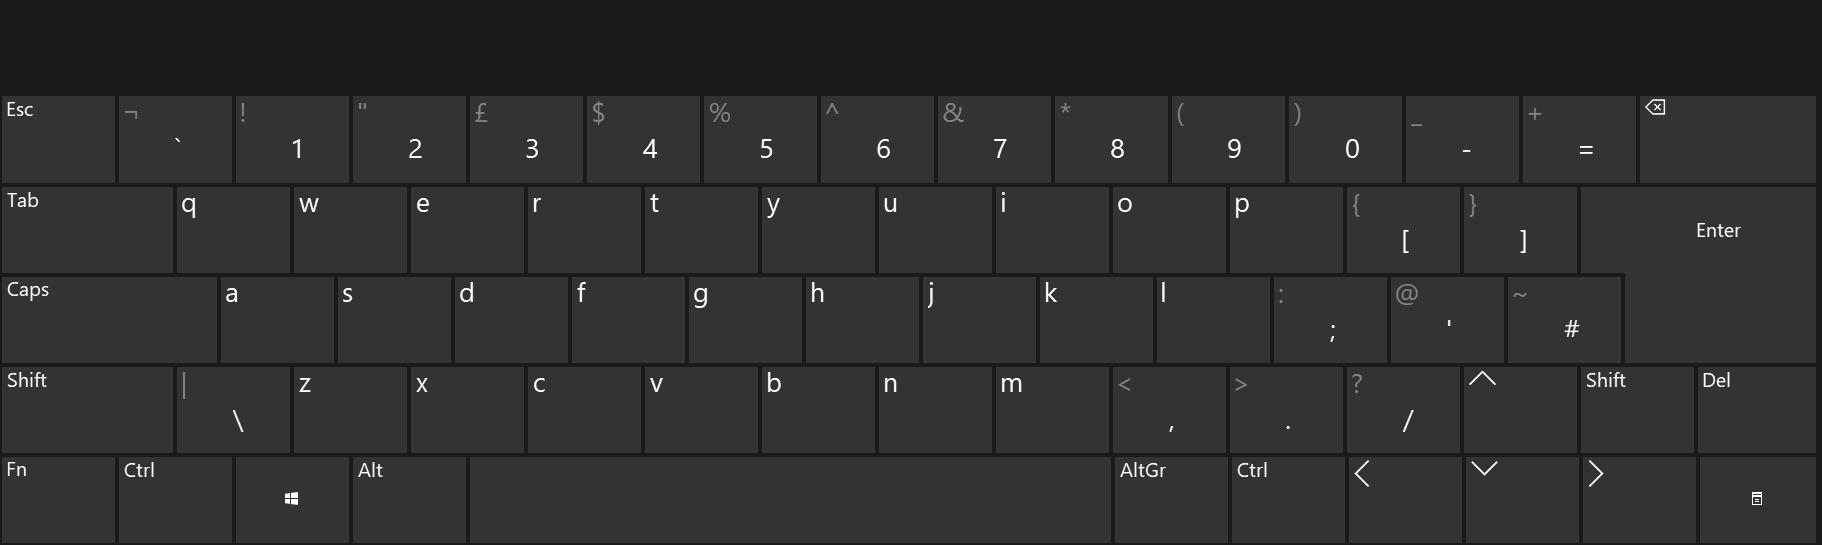 Esc ¬ ` ! 1 " 2 £ 3 $ 4 % 5 ^ 6 & 7 * 8 ( 9 ) 0 _ - + =
Tab q w e r t y u i o p { [ } ] Enter
Caps a s d f g h j k l : ; @ ' ~ #
Shift | \ z x c v b n m < , > . ? / Shift Del
Fn Ctrl Alt AltGr Ctrl